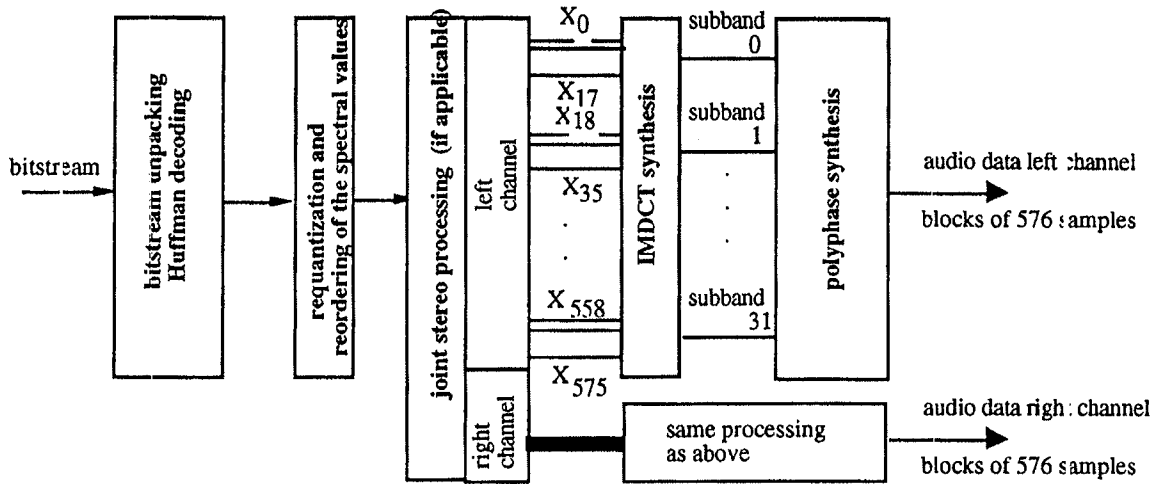 bitstream
bitstream unpacking
Huffman decoding
requantization and
reordering of the spectral values
joint stereo processing (if applicable)
left
channel
right
channel
X0
X17
X18
X35
X558
X575
IMDCT synthesis
subband
0
subband
1
subband
31
polyphase synthesis
same processing
as above
audio data left channel
blocks of 576 samples
audio data right channel
blocks of 576 samples